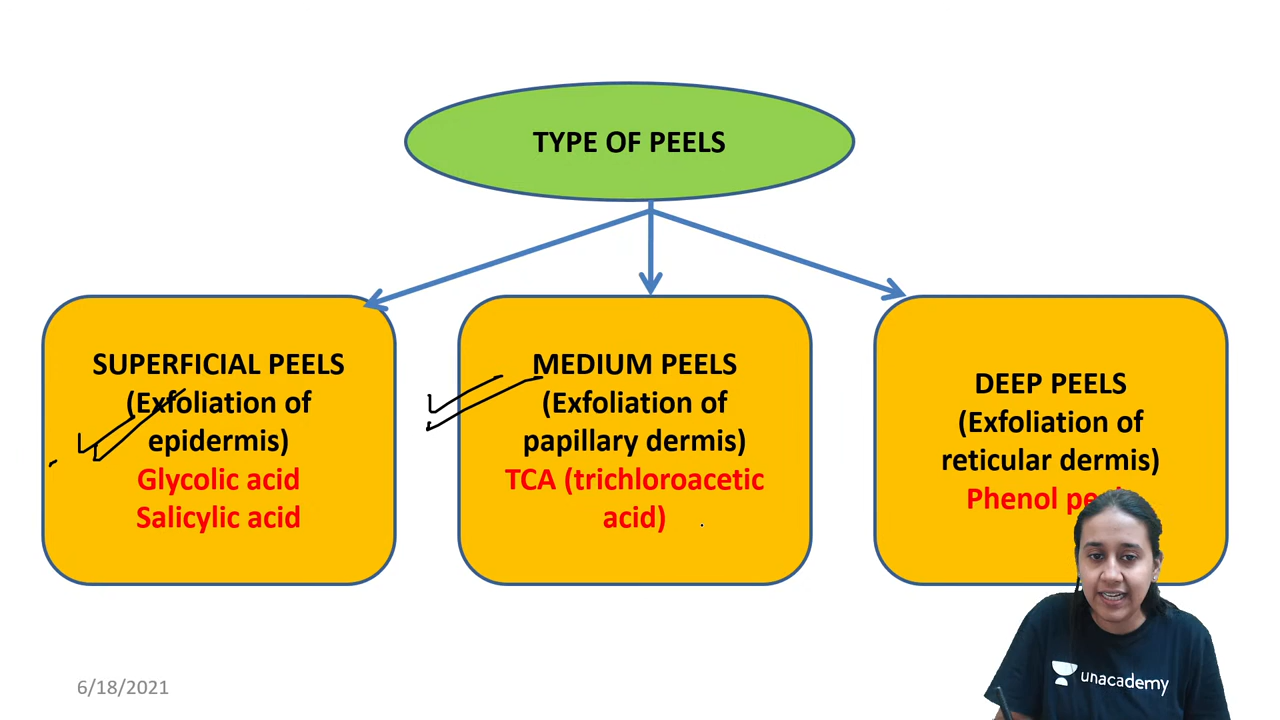 TYPE OF PEELS
SUPERFICIAL PEELS
(Exfoliation of
epidermis)
Glycolic acid
Salicylic acid
MEDIUM PEELS
(Exfoliation of
papillary dermis)
TCA (trichloroacetic
acid)
DEEP PEELS
(Exfoliation of
reticular dermis)
Phenol
6/18/2021
unacademy